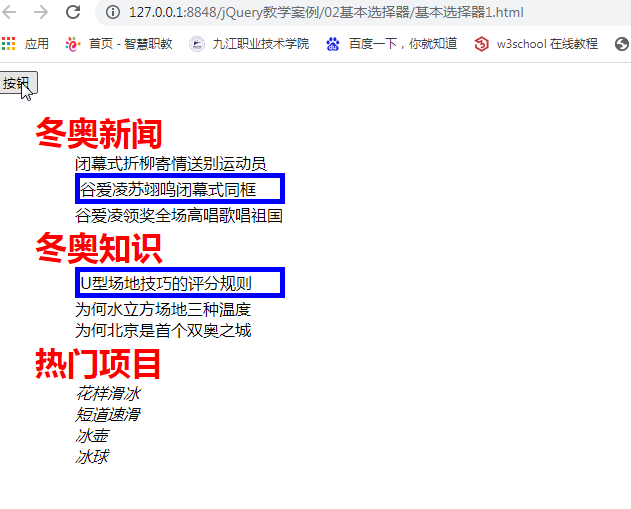 127.0.0.1:8848/jQuery教学案例/02基本选择器/基本选择器1.html
应用 首页 - 智慧职教 九江职业技术学院 百度一下，你就知道 w3school 在线教程
按钮
冬奥新闻
闭幕式折柳寄情送别运动员
谷爱凌苏翊鸣闭幕式同框
谷爱凌领奖全场高唱歌唱祖国
冬奥知识
U型场地技巧的评分规则
为何水立方场地三种温度
为何北京是首个双奥之城
热门项目
花样滑冰
短道速滑
冰壶
冰球